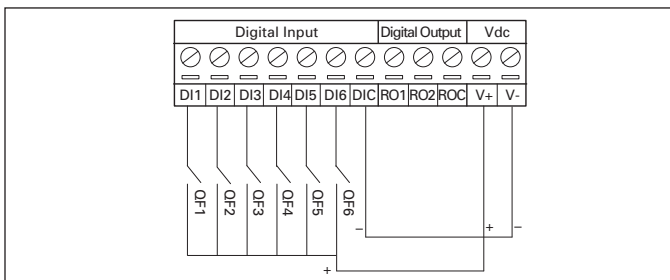 Digital Input Digital Output Vdc
DI1 DI2 DI3 DI4 DI5 DI6 DIC RO1 RO2 ROC V+ V-
QF1 QF2 QF3 QF4 QF5 QF6
− + −
+